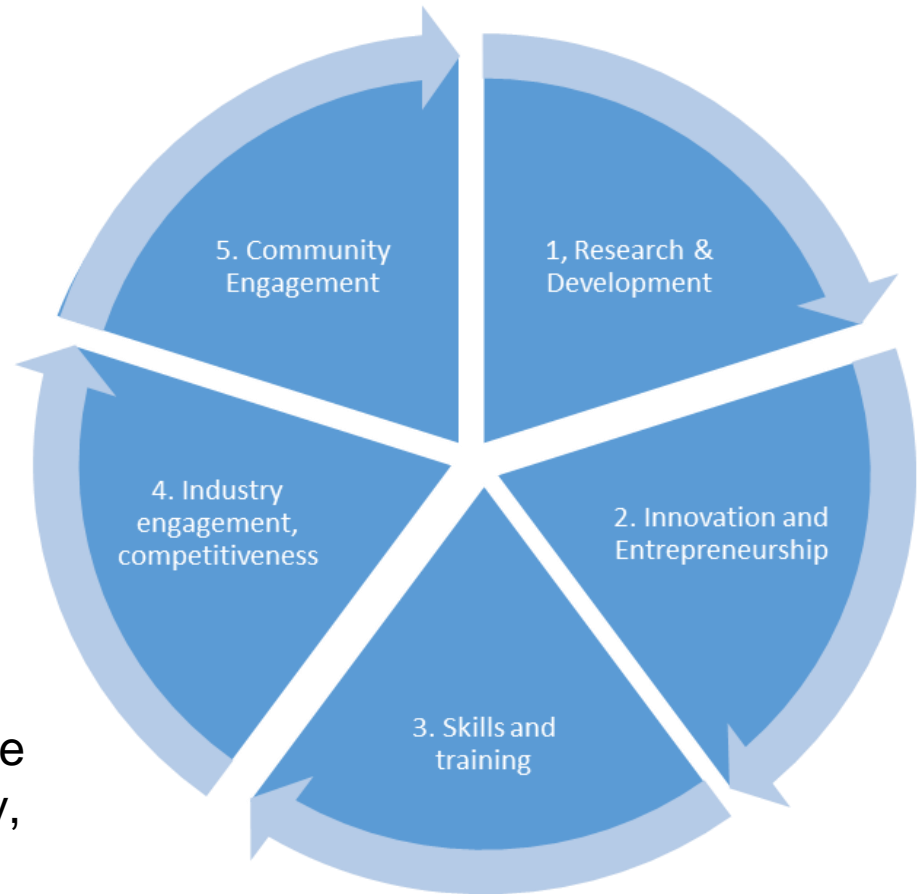 1, Research &
Development
2. Innovation and
Entrepreneurship
3. Skills and
training
4. Industry
engagement,
competitiveness
5. Community
Engagement